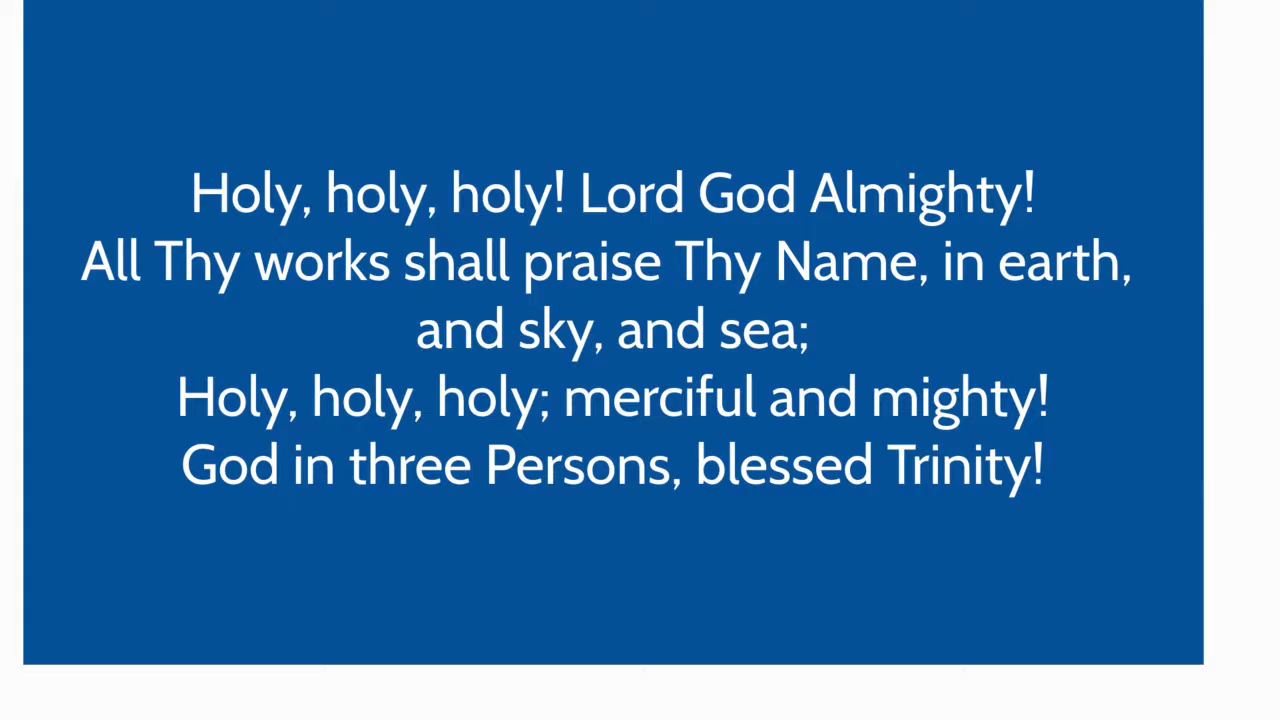 Holy, holy, holy! Lord God Almighty!
All Thy works shall praise Thy Name, in earth,
and sky, and sea;
Holy, holy, holy; merciful and mighty!
God in three Persons, blessed Trinity!